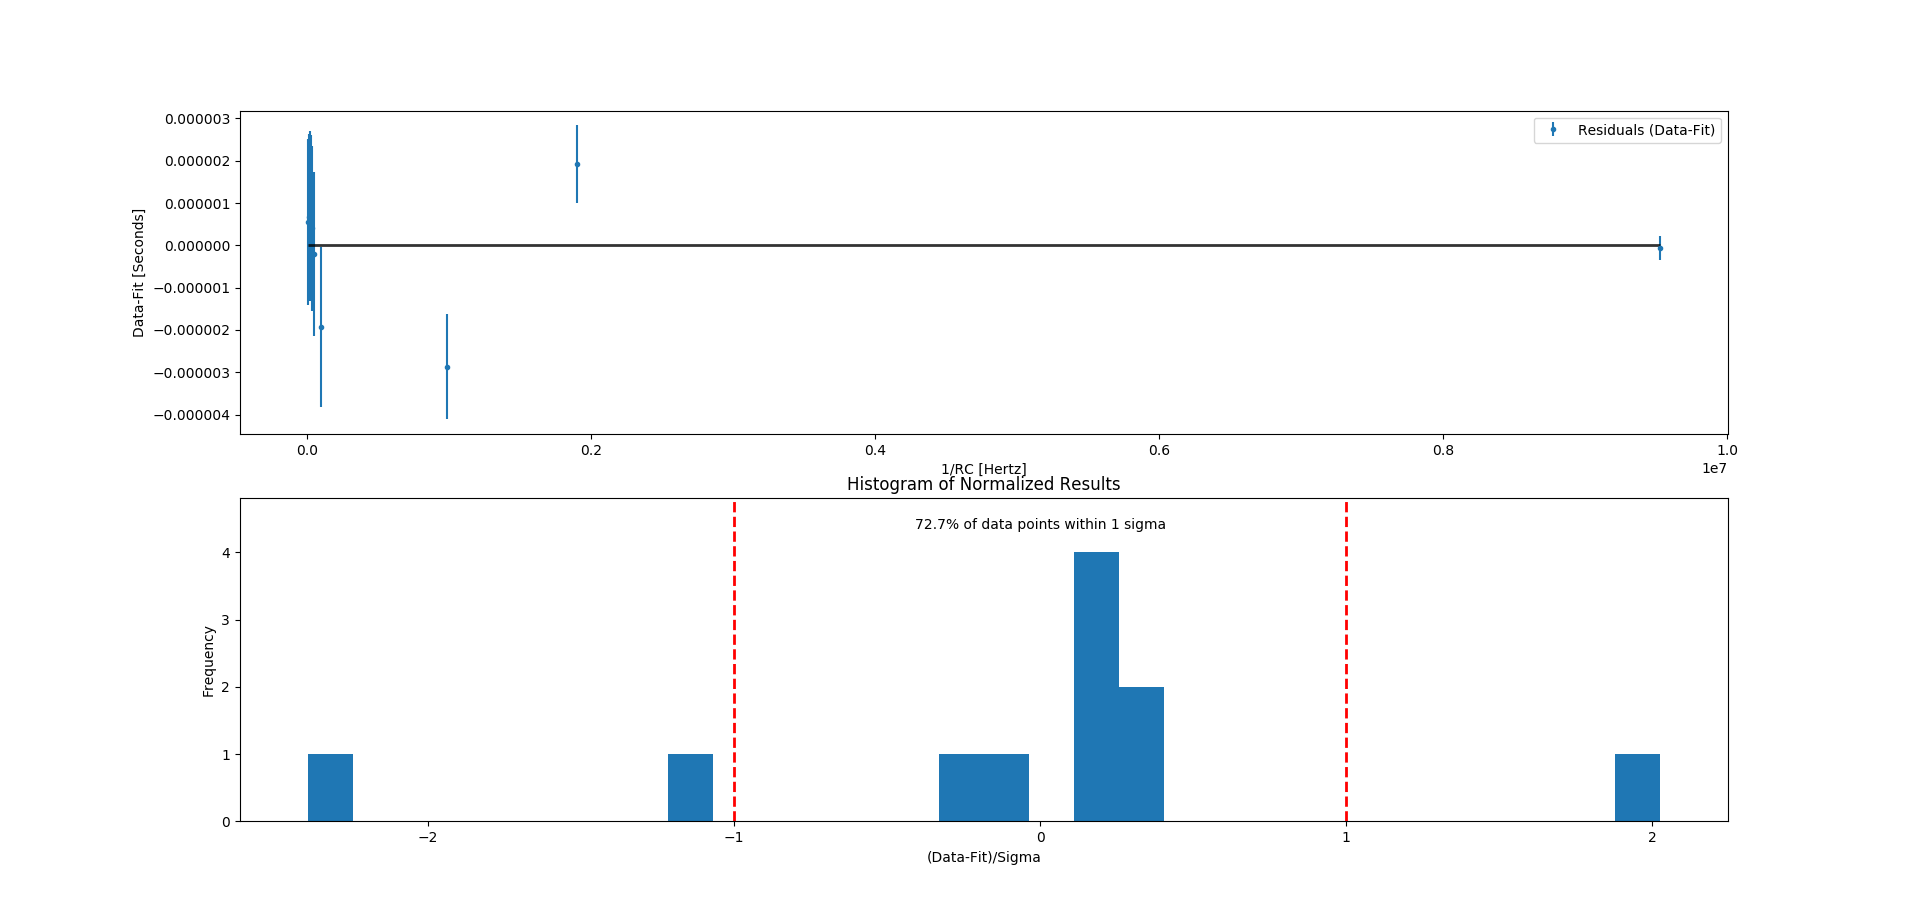 0.000003
0.000002
0.000001
0.000000
−0.000001
−0.000002
−0.000003
−0.000004
Data-Fit [Seconds]
Residuals (Data-Fit)
0.0 0.2 0.4 0.6 0.8 1.0
1e7
1/RC [Hertz]
Histogram of Normalized Results
72.7% of data points within 1 sigma
4
3
2
1
0
Frequency
−2 −1 0 1 2
(Data-Fit)/Sigma